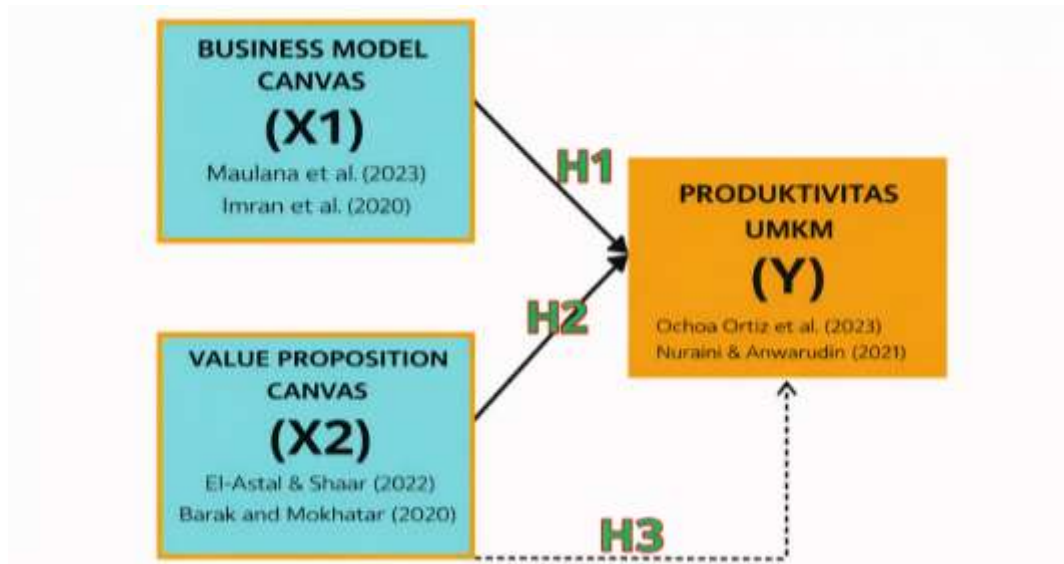 BUSINESS MODEL
CANVAS
(X1)
Maulana et al. (2023)
Imran et al. (2020)
H1
PRODUKTIVITAS
UMKM
(Y)
Ochoa Ortiz et al. (2023)
Nuraini & Anwarudin (2021)
H2
VALUE PROPOSITION
CANVAS
(X2)
El-Astal & Shaar (2022)
Barak and Mokhatar (2020)
H3